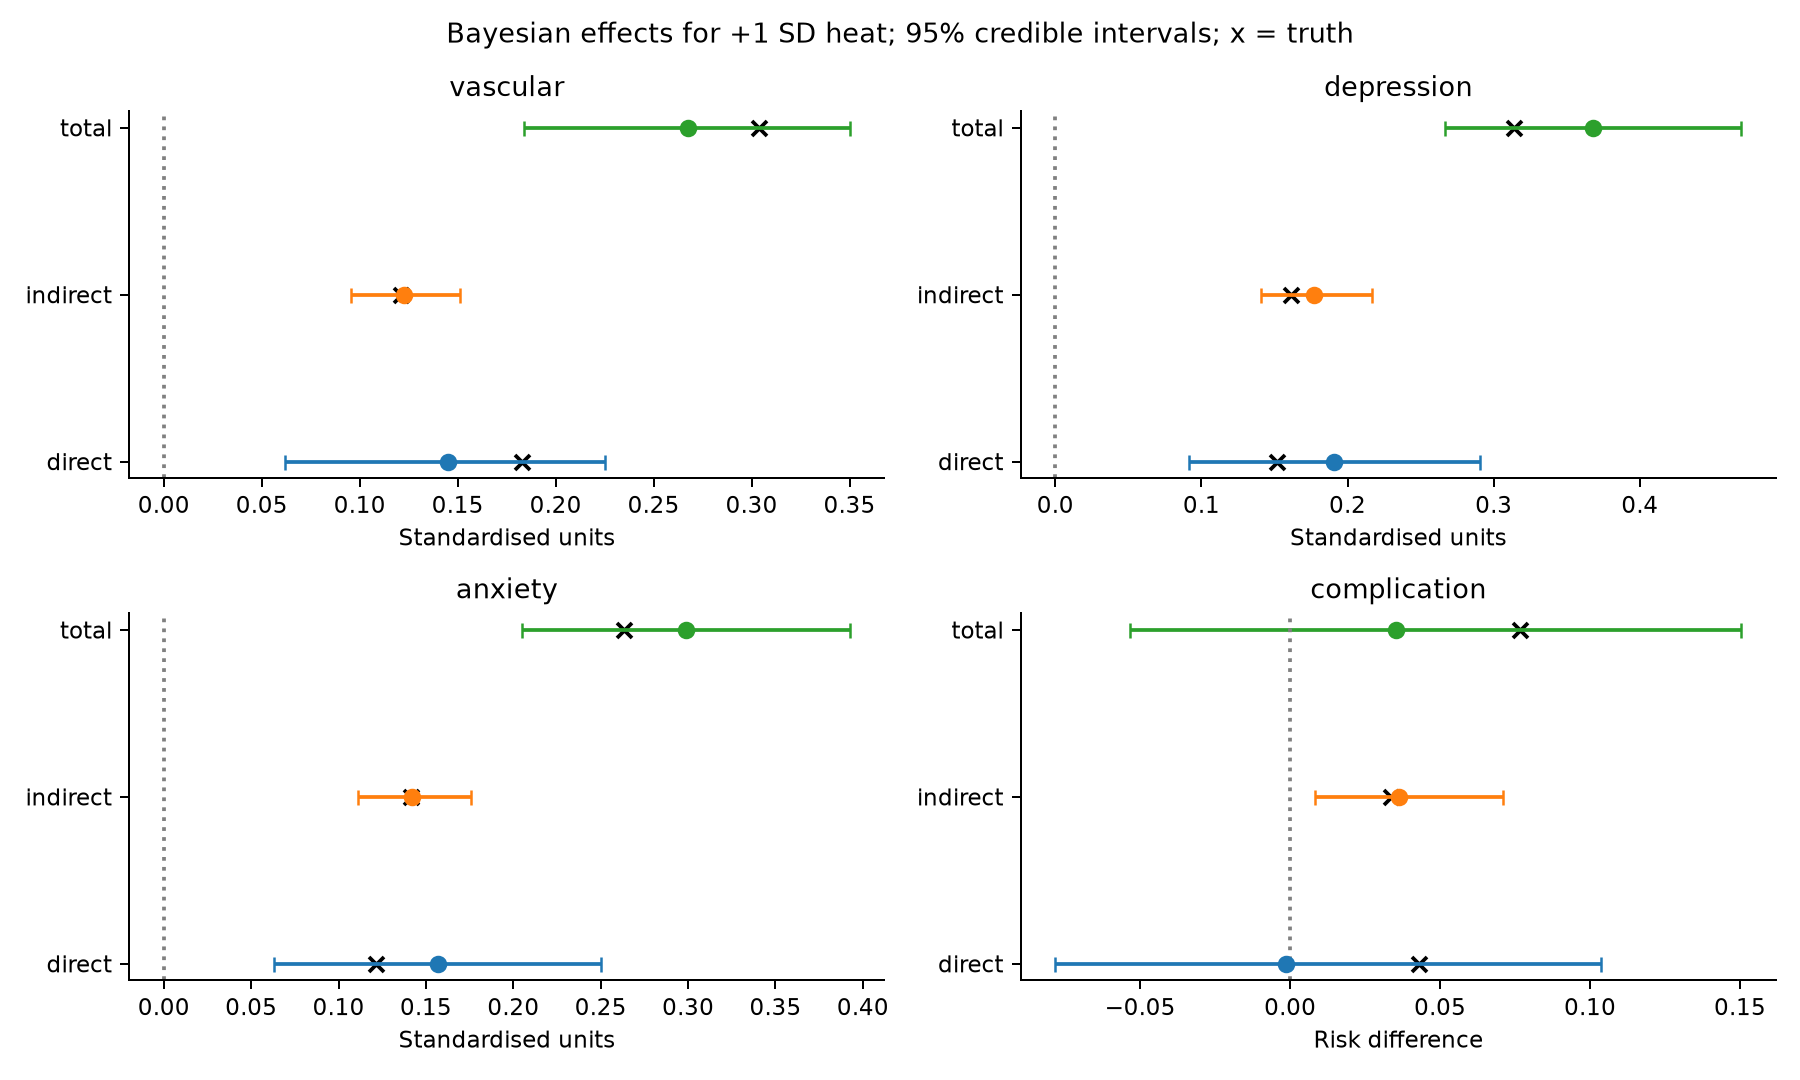 Bayesian effects for +1 SD heat; 95% credible intervals; x = truth
vascular
total
indirect
direct
0.00 0.05 0.10 0.15 0.20 0.25 0.30 0.35
Standardised units
depression
total
indirect
direct
0.0 0.1 0.2 0.3 0.4
Standardised units
anxiety
total
indirect
direct
0.00 0.05 0.10 0.15 0.20 0.25 0.30 0.35 0.40
Standardised units
complication
total
indirect
direct
−0.05 0.00 0.05 0.10 0.15
Risk difference